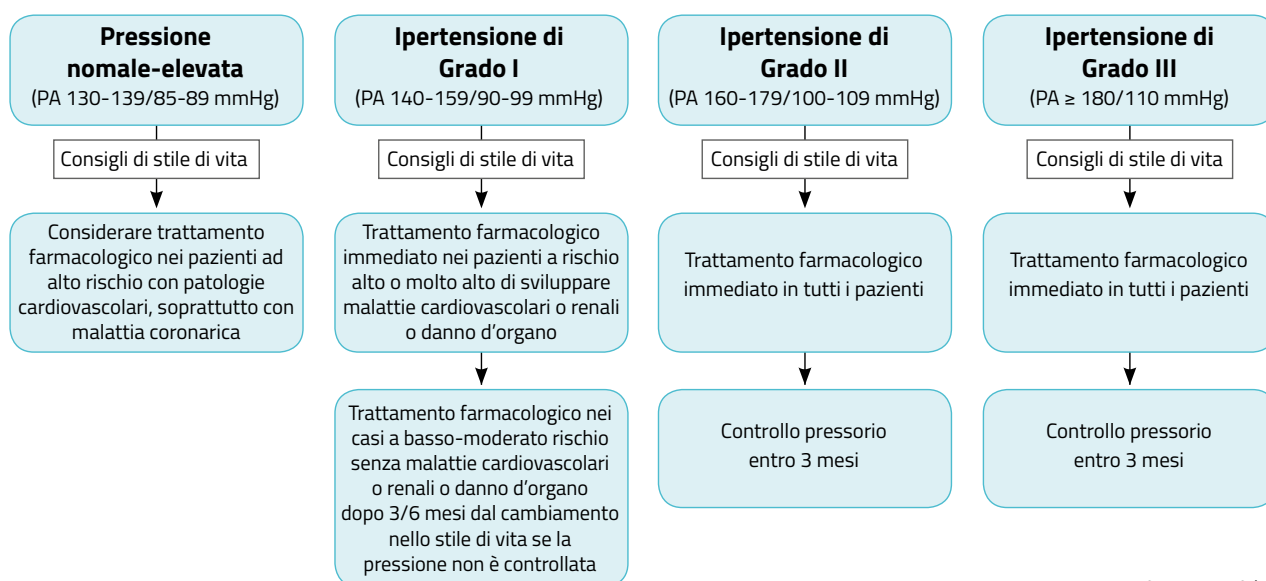 Pressione
nomale-elevata
(PA 130-139/85-89 mmHg)
Consigli di stile di vita
Considerare trattamento
farmacologico nei pazienti ad
alto rischio con patologie
cardiovascolari, soprattutto con
malattia coronarica
Ipertensione di
Grado I
(PA 140-159/90-99 mmHg)
Consigli di stile di vita
Trattamento farmacologico
immediato nei pazienti a rischio
alto o molto alto di sviluppare
malattie cardiovascolari o renali
o danno d'organo
Trattamento farmacologico nei
casi a basso-moderato rischio
senza malattie cardiovascolari
o renali o danno d'organo
dopo 3/6 mesi dal cambiamento
nello stile di vita se la
pressione non è controllata
Ipertensione di
Grado II
(PA 160-179/100-109 mmHg)
Consigli di stile di vita
Trattamento farmacologico
immediato in tutti i pazienti
Controllo pressorio
entro 3 mesi
Ipertensione di
Grado III
(PA ≥ 180/110 mmHg)
Consigli di stile di vita
Trattamento farmacologico
immediato in tutti i pazienti
Controllo pressorio
entro 3 mesi